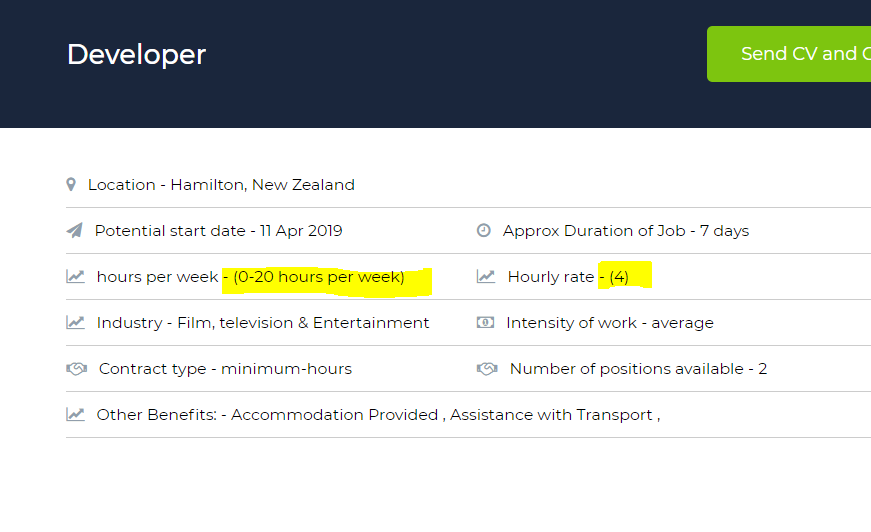 Developer
Send CV and
Location - Hamilton, New Zealand
Potential start date - 11 Apr 2019
Approx Duration of Job - 7 days
hours per week - (0-20 hours per week)
Hourly rate - (4)
Industry - Film, television & Entertainment
Intensity of work - average
Contract type - minimum-hours
Number of positions available - 2
Other Benefits: - Accommodation Provided , Assistance with Transport ,